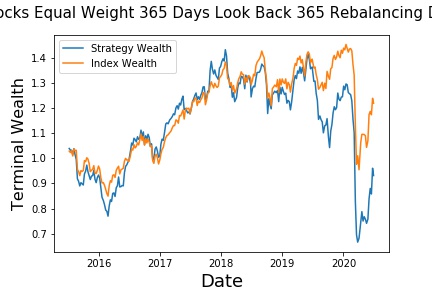 ocks Equal Weight 365 Days Look Back 365 Rebalancing D
Strategy Wealth
Index Wealth
Terminal Wealth
1.4
1.3
1.2
1.1
1.0
0.9
0.8
0.7
2016 2017 2018 2019 2020
Date